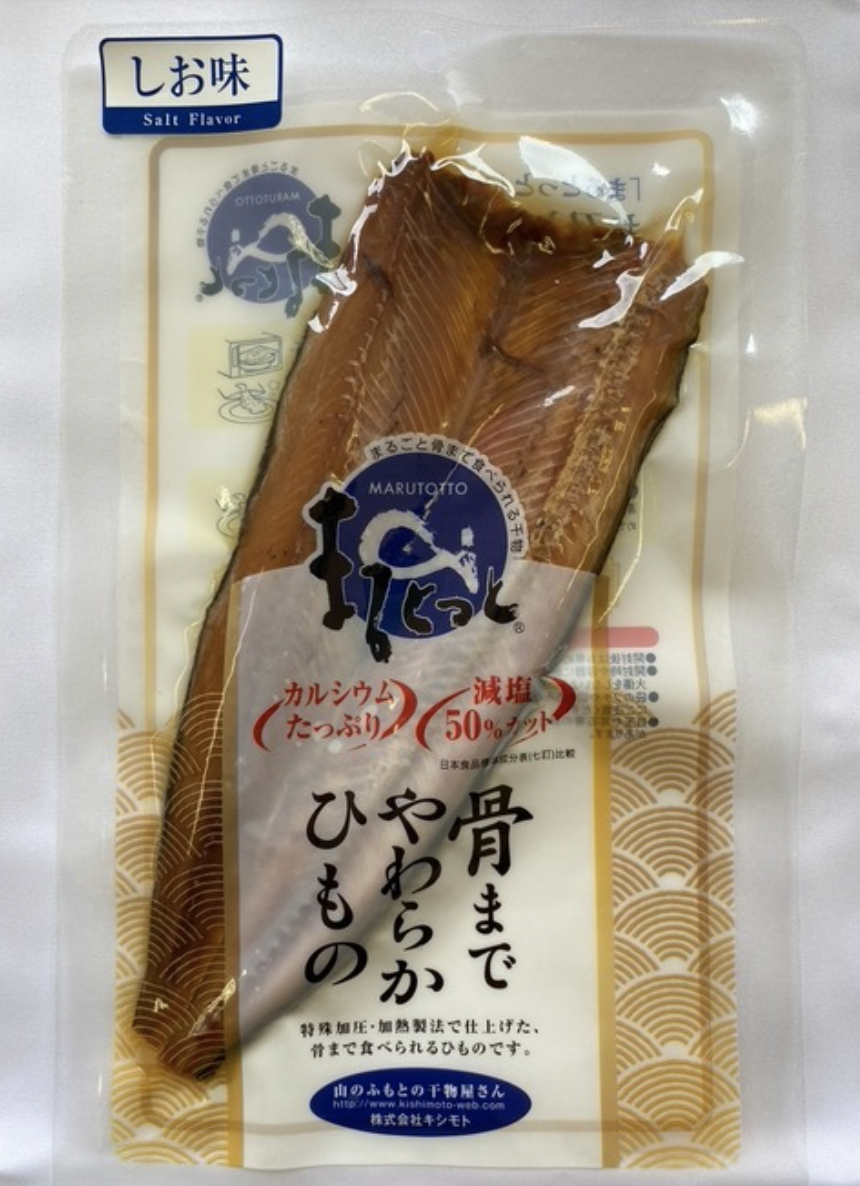 しお味
Salt Flavor
まるごと骨まで食べられる干物
MARUTOTTO
まるとっと®
カルシウム
たっぷり
減塩
50%カット
日本食品標準成分表(七訂)比較
骨まで
やわらか
ひもの
特殊加圧・加熱製法で仕上げた、
骨まで食べられるひものです。
山のふもとの干物屋さん
http://www.kishimoto-web.com
株式会社キシモト